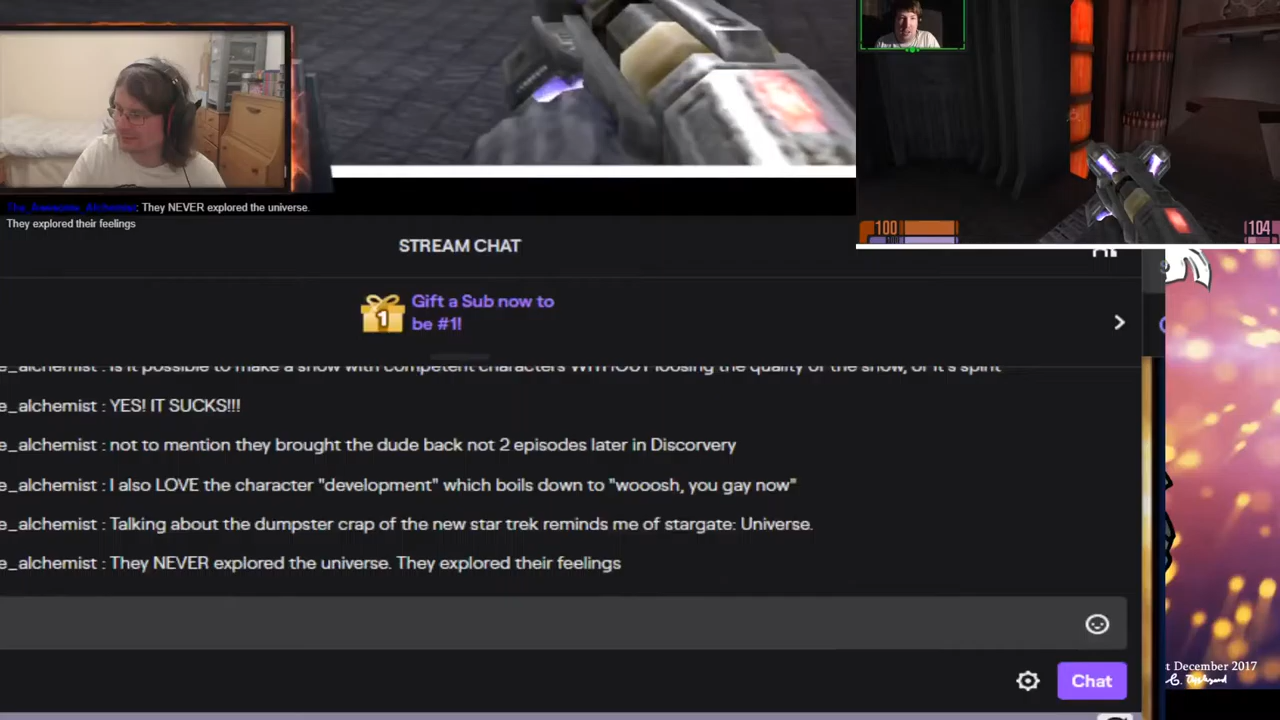 100
104
The_Awesome_Alchemist: They NEVER explored the universe.
They explored their feelings
STREAM CHAT
Gift a Sub now to
be #1!
1
e_alchemist : Is it possible to make a show with competent characters WITHOUT loosing the quality of the show, or it's spirit
e_alchemist : YES! IT SUCKS!!!
e_alchemist : not to mention they brought the dude back not 2 episodes later in Discorvery
e_alchemist : I also LOVE the character "development" which boils down to "wooosh, you gay now"
e_alchemist : Talking about the dumpster crap of the new star trek reminds me of stargate: Universe.
e_alchemist : They NEVER explored the universe. They explored their feelings
Chat
st December 2017